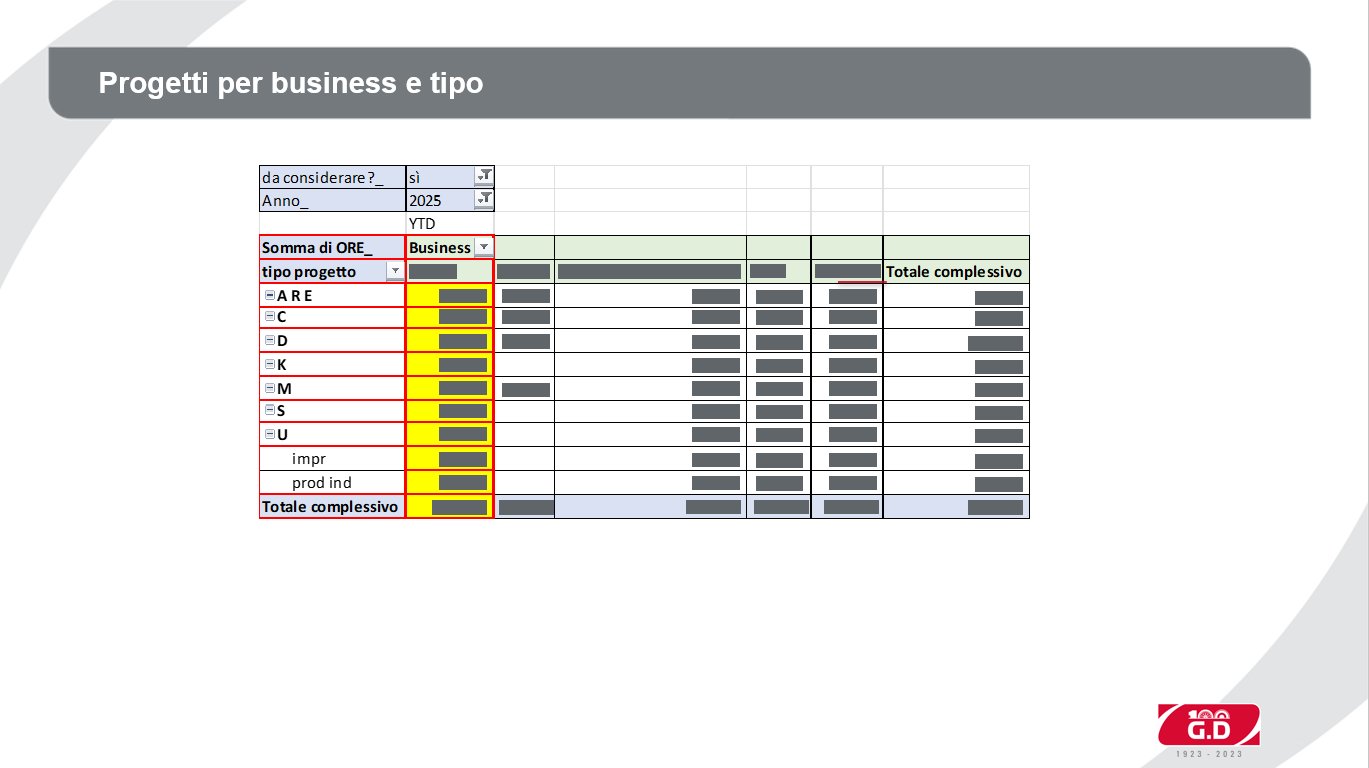 Progetti per business e tipo
da considerare?_ sì
Anno_ 2025
YTD
Somma di ORE_ Business
tipo progetto Totale complessivo
A R E
C
D
K
M
S
U
impr
prod ind
Totale complessivo
100
G.D
1923 - 2023